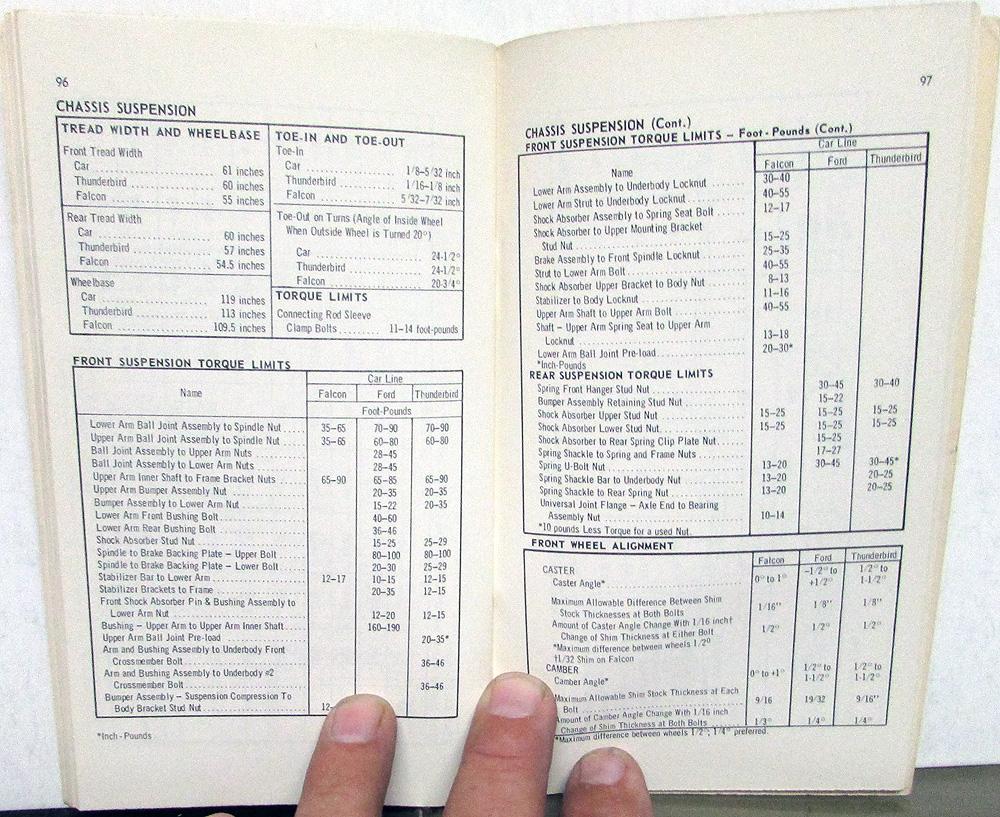 96
CHASSIS SUSPENSION
TREAD WIDTH AND WHEELBASE
Front Tread Width
Car ........ 61 inches
Thunderbird ........ 60 inches
Falcon ........ 55 inches
Rear Tread Width
Car ........ 60 inches
Thunderbird ........ 57 inches
Falcon ........ 54.5 inches
Wheelbase
Car ........ 119 inches
Thunderbird ........ 113 inches
Falcon ........ 109.5 inches
TOE-IN AND TOE-OUT
Toe-In
Car ........ 1/8–5/32 inch
Thunderbird ........ 1/16–1/8 inch
Falcon ........ 5/32–7/32 inch
Toe-Out on Turns (Angle of Inside Wheel
When Outside Wheel is Turned 20°)
Car ........ 24-1/2°
Thunderbird ........ 24-1/2°
Falcon ........ 20-3/4°
TORQUE LIMITS
Connecting Rod Sleeve
Clamp Bolts ........ 11–14 foot-pounds
FRONT SUSPENSION TORQUE LIMITS
Name Car Line
Falcon Ford Thunderbird
Foot-Pounds
Lower Arm Ball Joint Assembly to Spindle Nut 35–65 70–90 70–90
Upper Arm Ball Joint Assembly to Spindle Nut 35–65 60–80 60–80
Ball Joint Assembly to Upper Arm Nuts 28–45
Ball Joint Assembly to Lower Arm Nuts 28–45
Upper Arm Inner Shaft to Frame Bracket Nuts 65–90 65–85 65–90
Upper Arm Bumper Assembly Nut 20–35 20–35
Bumper Assembly to Lower Arm Nut 15–22 20–35
Lower Arm Front Bushing Bolt 40–60
Lower Arm Rear Bushing Bolt 36–46
Shock Absorber Stud Nut 15–25 25–29
Spindle to Brake Backing Plate – Upper Bolt 80–100 80–100
Spindle to Brake Backing Plate – Lower Bolt 20–30 25–29
Stabilizer Bar to Lower Arm 12–17 10–15 12–15
Stabilizer Brackets to Frame 20–35 12–15
Front Shock Absorber Pin & Bushing Assembly to
Lower Arm Nut 12–20 12–15
Bushing – Upper Arm to Upper Arm Inner Shaft 160–190
Upper Arm Ball Joint Pre-load 20–35*
Arm and Bushing Assembly to Underbody Front
Crossmember Bolt 36–46
Arm and Bushing Assembly to Underbody #2
Crossmember Bolt 36–46
Bumper Assembly – Suspension Compression To
Body Bracket Stud Nut 12–
*Inch-Pounds
97
CHASSIS SUSPENSION (Cont.)
FRONT SUSPENSION TORQUE LIMITS – Foot-Pounds (Cont.)
Name Car Line
Falcon Ford Thunderbird
Lower Arm Assembly to Underbody Locknut 30–40
Lower Arm Strut to Underbody Locknut 40–55
Shock Absorber Assembly to Spring Seat Bolt 12–17
Shock Absorber to Upper Mounting Bracket
Stud Nut 15–25
Brake Assembly to Front Spindle Locknut 25–35
Strut to Lower Arm Bolt 40–55
Shock Absorber Upper Bracket to Body Nut 8–13
Stabilizer to Body Locknut 11–16
Upper Arm Shaft to Upper Arm Bolt 40–55
Shaft – Upper Arm Spring Seat to Upper Arm
Locknut 13–18
Lower Arm Ball Joint Pre-load 20–30*
*Inch-Pounds
REAR SUSPENSION TORQUE LIMITS
Spring Front Hanger Stud Nut 30–45 30–40
Bumper Assembly Retaining Stud Nut 15–22
Shock Absorber Upper Stud Nut 15–25 15–25 15–25
Shock Absorber Lower Stud Nut 15–25 15–25 15–25
Shock Absorber to Rear Spring Clip Plate Nut 15–25
Spring Shackle to Spring and Frame Nuts 17–27
Spring U-Bolt Nut 13–20 30–45 30–45*
Spring Shackle Bar to Underbody Nut 13–20 20–25
Spring Shackle to Rear Spring Nut 13–20 20–25
Universal Joint Flange – Axle End to Bearing
Assembly Nut 10–14
*10 pounds Less Torque for a used Nut.
FRONT WHEEL ALIGNMENT
Falcon Ford Thunderbird
CASTER
Caster Angle* 0° to 1° –1/2° to +1/2° 1/2° to 1-1/2°
Maximum Allowable Difference Between Shim
Stock Thicknesses at Both Bolts 1/16" 1/8" 1/8"
Amount of Caster Angle Change With 1/16 inch†
Change of Shim Thickness at Either Bolt 1/2° 1/2° 1/2°
*Maximum difference between wheels 1/2°
†1/32 Shim on Falcon
CAMBER
Camber Angle* 0° to +1° 1/2° to 1-1/2° 1/2° to 1-1/2°
Maximum Allowable Shim Stock Thickness at Each
Bolt 9/16 19/32 9/16"
Amount of Camber Angle Change With 1/16 inch
Change of Shim Thickness at Both Bolts 1/3° 1/4° 1/4°
*Maximum difference between wheels 1/2°; 1/4° preferred.